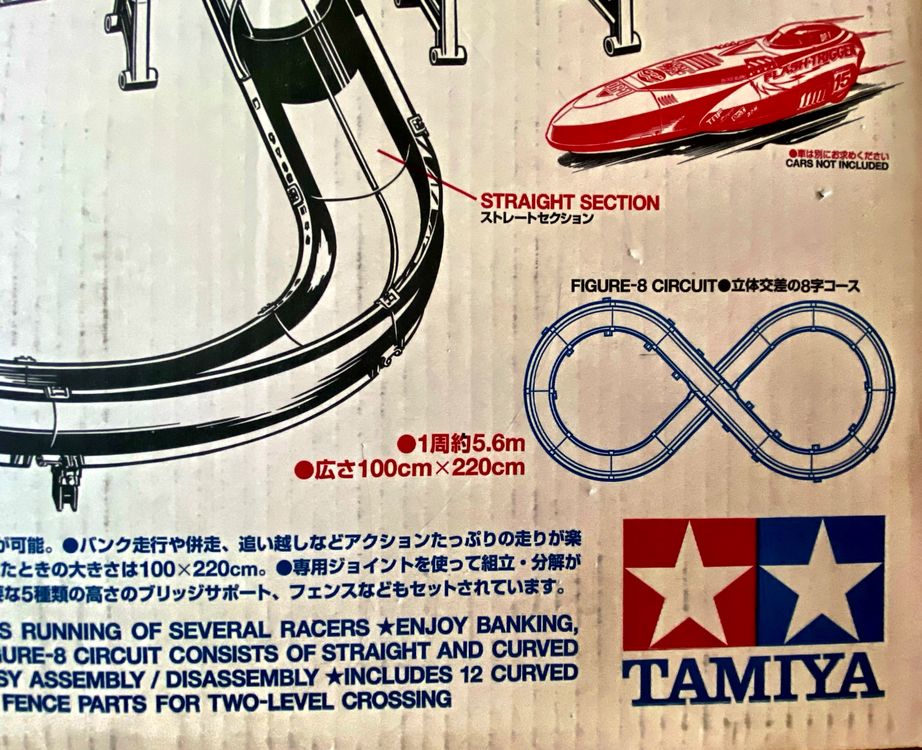 FLASH TRIGGER
15
●車は別にお求めください
CARS NOT INCLUDED
STRAIGHT SECTION
ストレートセクション
FIGURE-8 CIRCUIT●立体交差の8字コース
●1周約5.6m
●広さ100cm×220cm
が可能。●バンク走行や併走、追い越しなどアクションたっぷりの走りが楽
たときの大きさは100×220cm。●専用ジョイントを使って組立・分解が
な5種類の高さのブリッジサポート、フェンスなどもセットされています。
S RUNNING OF SEVERAL RACERS ★ENJOY BANKING,
URE-8 CIRCUIT CONSISTS OF STRAIGHT AND CURVED
SY ASSEMBLY / DISASSEMBLY ★INCLUDES 12 CURVED
FENCE PARTS FOR TWO-LEVEL CROSSING
TAMIYA